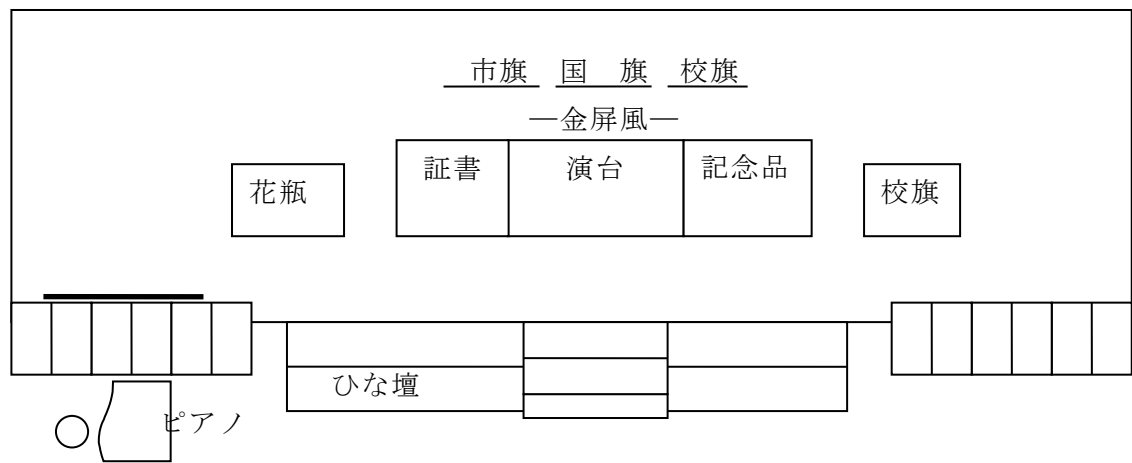 市旗 国　旗 校旗
―金屏風―
証書 演台 記念品
花瓶 校旗
ひな壇
ピアノ